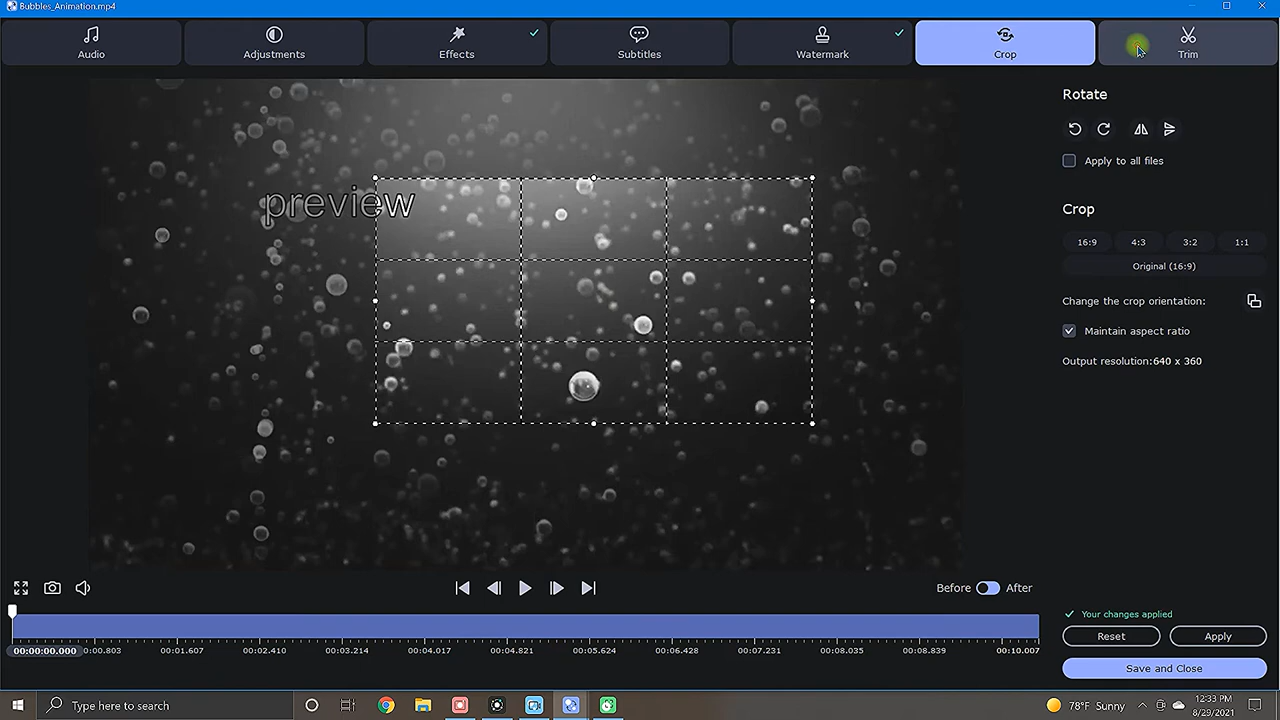 Bubbles_Animation.mp4
Audio
Adjustments
Effects
Subtitles
Watermark
Crop
Trim
preview
Rotate
Apply to all files
Crop
16:9 4:3 3:2 1:1
Original (16:9)
Change the crop orientation:
Maintain aspect ratio
Output resolution:640 x 360
Before After
Your changes applied
Reset Apply
Save and Close
00:00:00.000 0:00.803 00:01.607 00:02.410 00:03.214 00:04.017 00:04.821 00:05.624 00:06.428 00:07.231 00:08.035 00:08.839 00:10.007
Type here to search
78°F Sunny
12:33 PM
8/29/2021